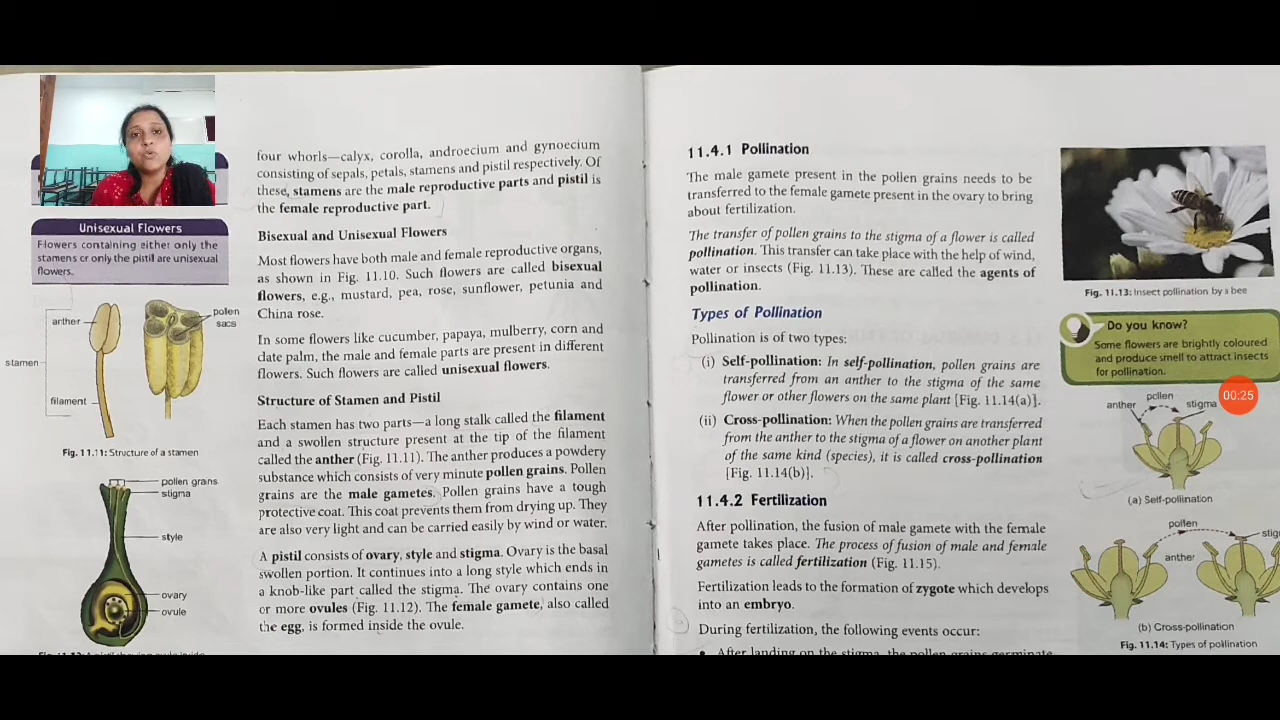 four whorls—calyx, corolla, androecium and gynoecium
consisting of sepals, petals, stamens and pistil respectively. Of
these, stamens are the male reproductive parts and pistil is
the female reproductive part.
Unisexual Flowers
Flowers containing either only the
stamens or only the pistil are unisexual
flowers.
anther
pollen
sacs
stamen
filament
Fig. 11.11: Structure of a stamen
pollen grans
stigma
style
ovary
ovule
Bisexual and Unisexual Flowers
Most flowers have both male and female reproductive organs,
as shown in Fig. 11.10. Such flowers are called bisexual
flowers, e.g., mustard, pea, rose, sunflower, petunia and
China rose.
In some flowers like cucumber, papaya, mulberry, corn and
date palm, the male and female parts are present in different
flowers. Such flowers are called unisexual flowers.
Structure of Stamen and Pistil
Each stamen has two parts—a long stalk called the filament
and a swollen structure present at the tip of the filament
called the anther (Fig. 11.11). The anther produces a powdery
substance which consists of very minute pollen grains. Pollen
grains are the male gametes. Pollen grains have a tough
protective coat. This coat prevents them from drying up. They
are also very light and can be carried easily by wind or water.
A pistil consists of ovary, style and stigma. Ovary is the basal
swollen portion. It continues into a long style which ends in
a knob-like part called the stigma. The ovary contains one
or more ovules (Fig. 11.12). The female gamete, also called
the egg, is formed inside the ovule.
11.4.1 Pollination
The male gamete present in the pollen grains needs to be
transferred to the female gamete present in the ovary to bring
about fertilization.
The transfer of pollen grains to the stigma of a flower is called
pollination. This transfer can take place with the help of wind,
water or insects (Fig. 11.13). These are called the agents of
pollination.
Types of Pollination
Pollination is of two types:
(i) Self-pollination: In self-pollination, pollen grains are
transferred from an anther to the stigma of the same
flower or other flowers on the same plant [Fig. 11.14(a)].
(ii) Cross-pollination: When the pollen grains are transferred
from the anther to the stigma of a flower on another plant
of the same kind (species), it is called cross-pollination
[Fig. 11.14(b)].
11.4.2 Fertilization
After pollination, the fusion of male gamete with the female
gamete takes place. The process of fusion of male and female
gametes is called fertilization (Fig. 11.15).
Fertilization leads to the formation of zygote which develops
into an embryo.
During fertilization, the following events occur:
• After landing on the stigma, the pollen grains germinate
Fig. 11.13: Insect pollination by a bee
Do you know?
Some flowers are brightly coloured
and produce smell to attract insects
for pollination.
00:25
pollen
anther
stigma
(a) Self-pollination
pollen
anther
(b) Cross-pollination
Fig. 11.14: Types of pollination